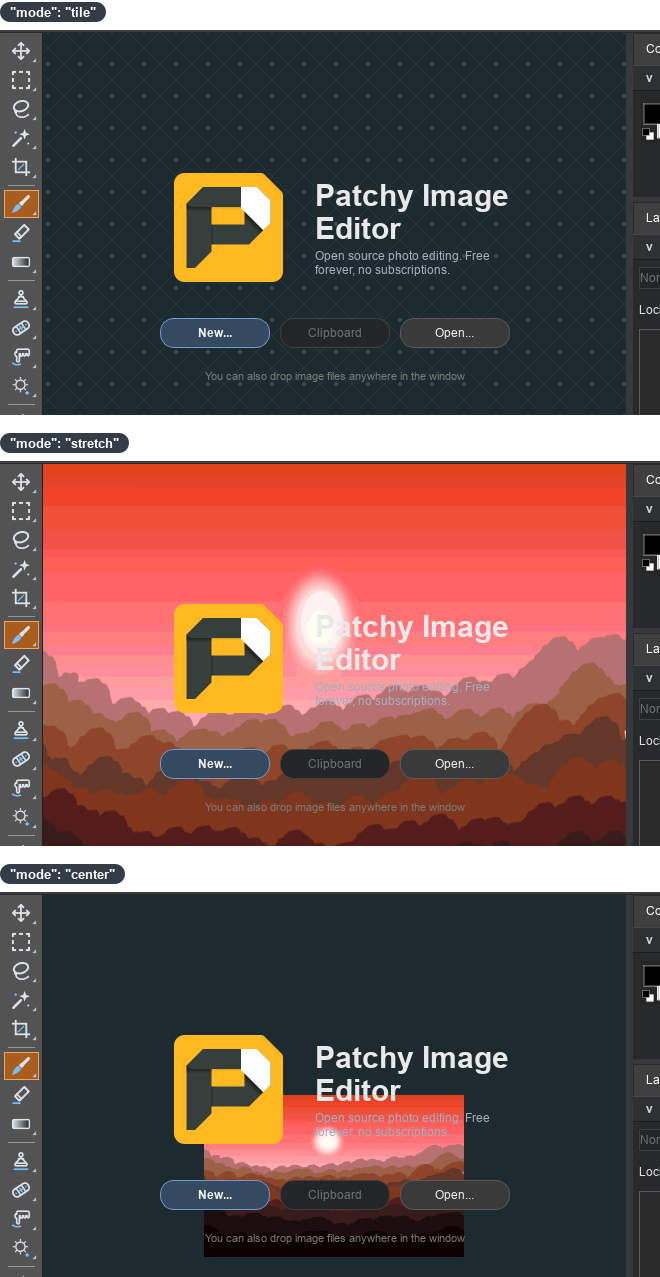 "mode": "tile"
Co
v
Patchy Image
Editor
Open source photo editing. Free
forever, no subscriptions.
La
v
Nor
Loc
New...
Clipboard
Open...
You can also drop image files anywhere in the window
"mode": "stretch"
Co
v
Patchy Image
Editor
Open source photo editing. Free
forever, no subscriptions.
La
v
Nor
Loc
New...
Clipboard
Open...
You can also drop image files anywhere in the window
"mode": "center"
Co
v
Patchy Image
Editor
Open source photo editing. Free
forever, no subscriptions.
La
v
Nor
Loc
New...
Clipboard
Open...
You can also drop image files anywhere in the window